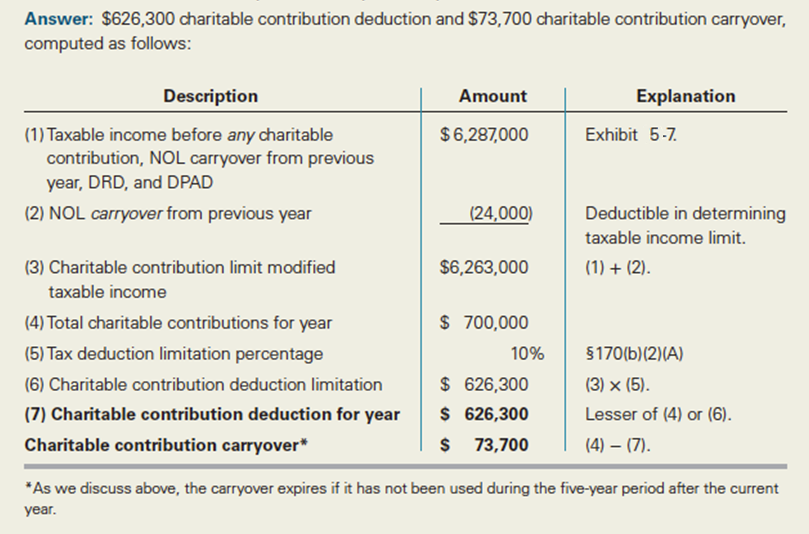 Answer: $626,300 charitable contribution deduction and $73,700 charitable contribution carryover,
computed as follows:
Description Amount Explanation
(1) Taxable income before any charitable $6,287,000 Exhibit 5-7.
contribution, NOL carryover from previous
year, DRD, and DPAD
(2) NOL carryover from previous year (24,000) Deductible in determining
taxable income limit.
(3) Charitable contribution limit modified $6,263,000 (1) + (2).
taxable income
(4) Total charitable contributions for year $ 700,000
(5) Tax deduction limitation percentage 10% §170(b)(2)(A)
(6) Charitable contribution deduction limitation $ 626,300 (3) × (5).
(7) Charitable contribution deduction for year $ 626,300 Lesser of (4) or (6).
Charitable contribution carryover* $ 73,700 (4) – (7).
*As we discuss above, the carryover expires if it has not been used during the five-year period after the current
year.